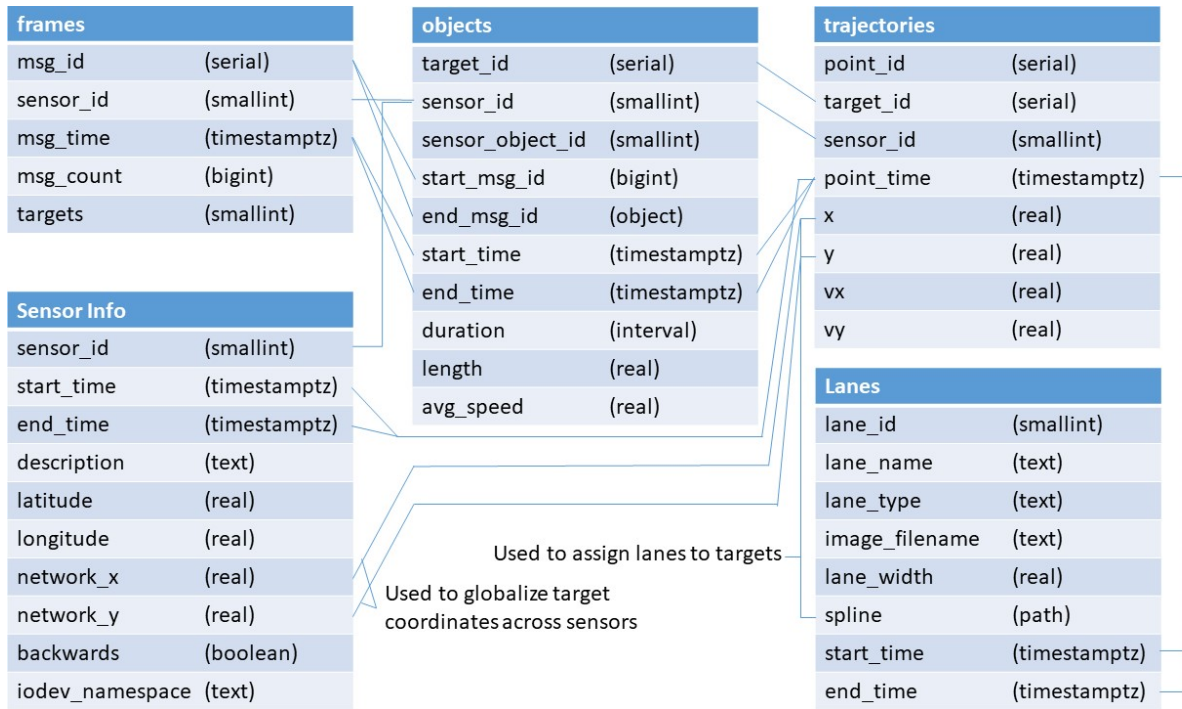 frames
msg_id (serial)
sensor_id (smallint)
msg_time (timestamptz)
msg_count (bigint)
targets (smallint)
Sensor Info
sensor_id (smallint)
start_time (timestamptz)
end_time (timestamptz)
description (text)
latitude (real)
longitude (real)
network_x (real)
network_y (real)
backwards (boolean)
iodev_namespace (text)
objects
target_id (serial)
sensor_id (smallint)
sensor_object_id (smallint)
start_msg_id (bigint)
end_msg_id (object)
start_time (timestamptz)
end_time (timestamptz)
duration (interval)
length (real)
avg_speed (real)
Used to assign lanes to targets
Used to globalize target
coordinates across sensors
trajectories
point_id (serial)
target_id (serial)
sensor_id (smallint)
point_time (timestamptz)
x (real)
y (real)
vx (real)
vy (real)
Lanes
lane_id (smallint)
lane_name (text)
lane_type (text)
image_filename (text)
lane_width (real)
spline (path)
start_time (timestamptz)
end_time (timestamptz)